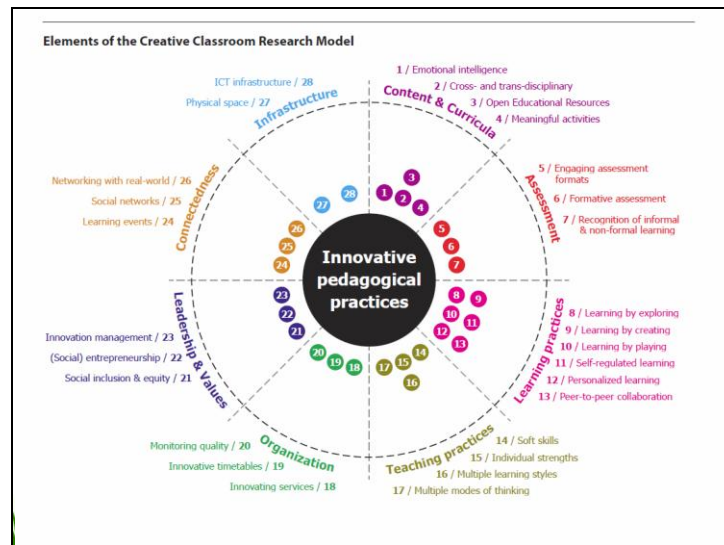 Elements of the Creative Classroom Research Model
1 / Emotional intelligence
2 / Cross- and trans-disciplinary
3 / Open Educational Resources
4 / Meaningful activities
Content & Curricula
5 / Engaging assessment
formats
6 / Formative assessment
7 / Recognition of informal
& non-formal learning
Assessment
8 / Learning by exploring
9 / Learning by creating
10 / Learning by playing
11 / Self-regulated learning
12 / Personalized learning
13 / Peer-to-peer collaboration
Learning practices
14 / Soft skills
15 / Individual strengths
16 / Multiple learning styles
17 / Multiple modes of thinking
Teaching practices
Monitoring quality / 20
Innovative timetables / 19
Innovating services / 18
Organization
Innovation management / 23
(Social) entrepreneurship / 22
Social inclusion & equity / 21
Leadership & Values
Networking with real-world / 26
Social networks / 25
Learning events / 24
Connectedness
ICT infrastructure / 28
Physical space / 27
Infrastructure
Innovative
pedagogical
practices
1
2
3
4
5
6
7
8
9
10
11
12
13
14
15
16
17
18
19
20
21
22
23
24
25
26
27
28